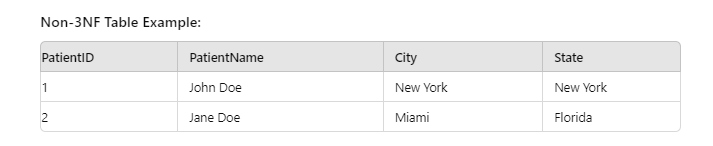 Non-3NF Table Example:
PatientID PatientName City State
1 John Doe New York New York
2 Jane Doe Miami Florida